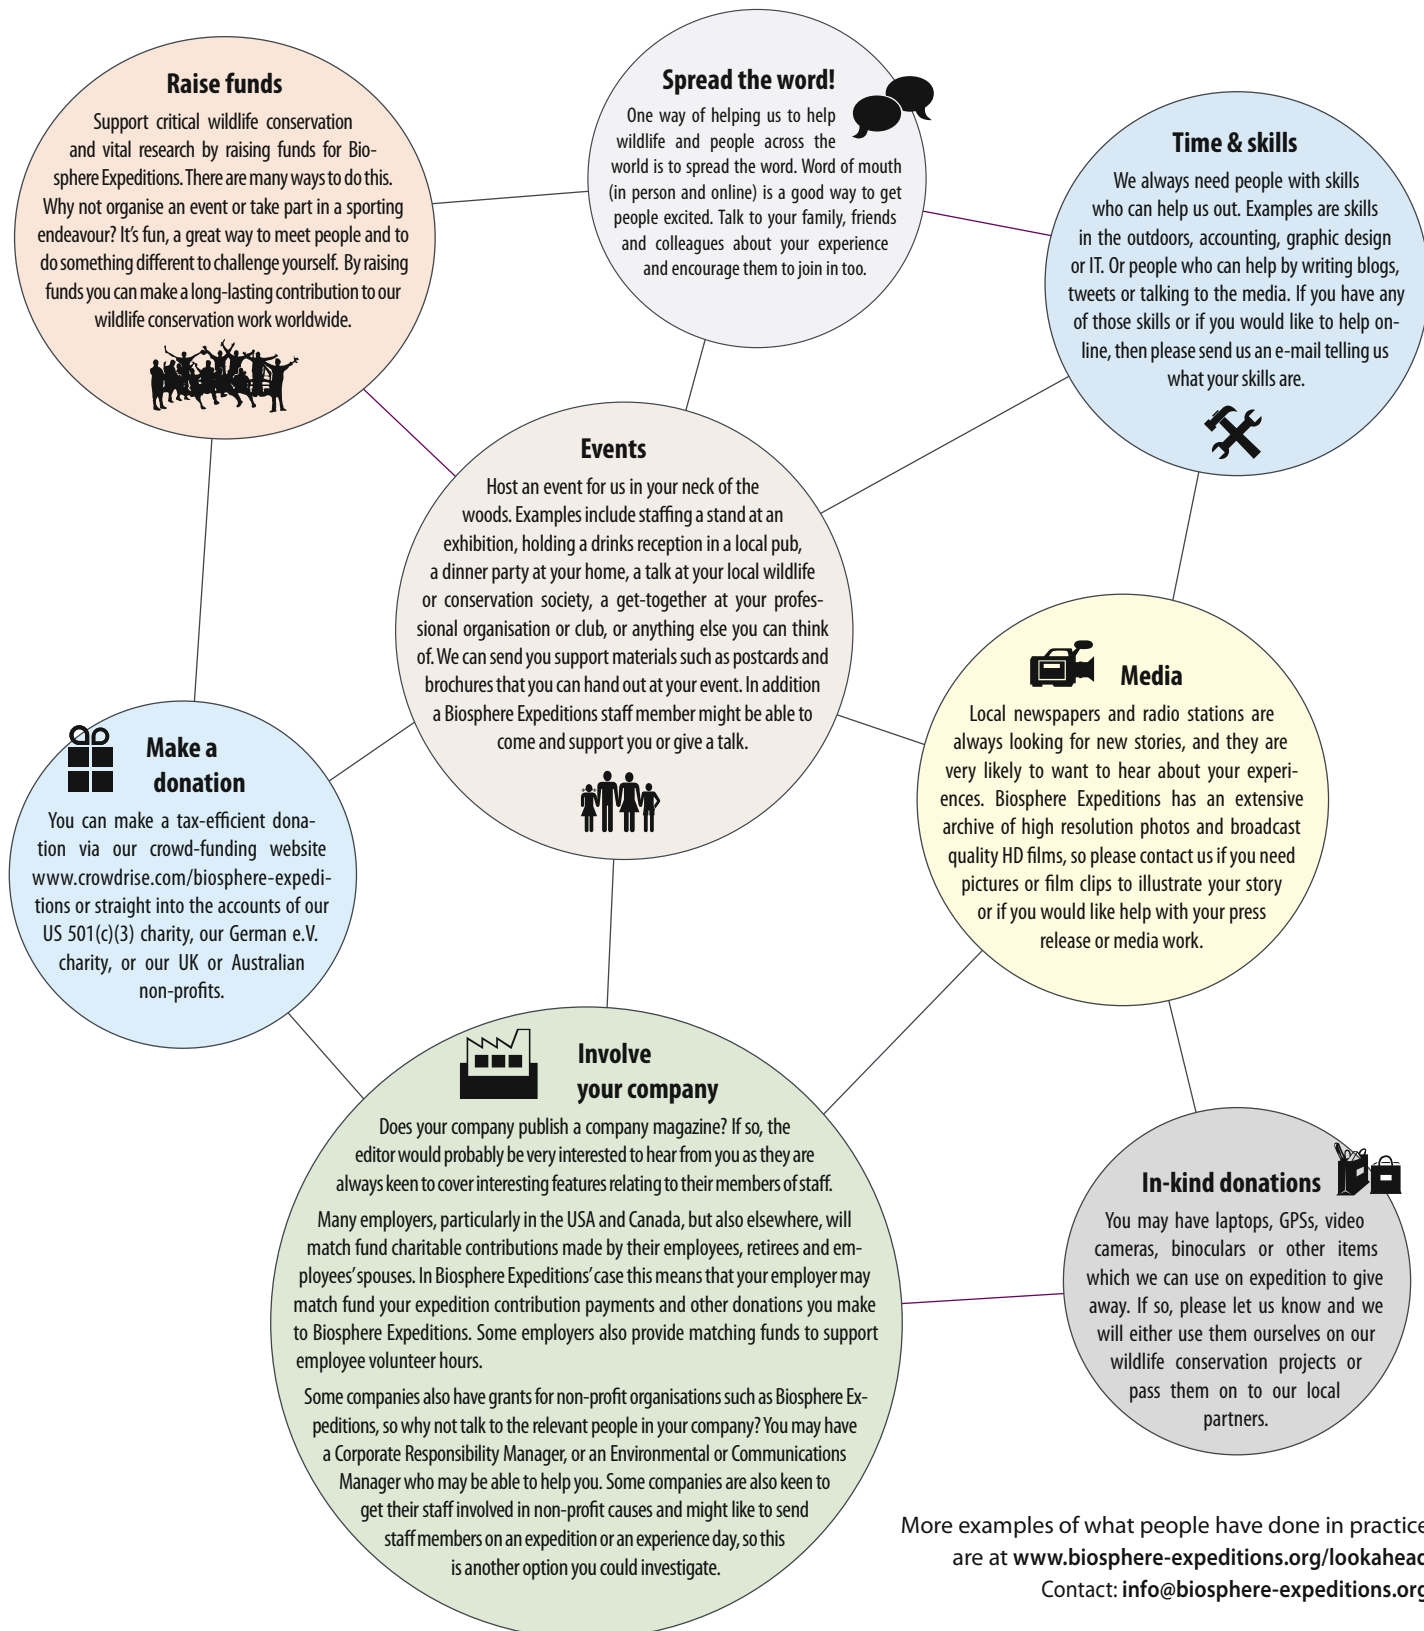 Raise funds
Support critical wildlife conservation
and vital research by raising funds for Bio-
sphere Expeditions. There are many ways to do this.
Why not organise an event or take part in a sporting
endeavour? It's fun, a great way to meet people and to
do something different to challenge yourself. By raising
funds you can make a long-lasting contribution to our
wildlife conservation work worldwide.
Spread the word!
One way of helping us to help
wildlife and people across the
world is to spread the word. Word of mouth
(in person and online) is a good way to get
people excited. Talk to your family, friends
and colleagues about your experience
and encourage them to join in too.
Time & skills
We always need people with skills
who can help us out. Examples are skills
in the outdoors, accounting, graphic design
or IT. Or people who can help by writing blogs,
tweets or talking to the media. If you have any
of those skills or if you would like to help on-
line, then please send us an e-mail telling us
what your skills are.
Events
Host an event for us in your neck of the
woods. Examples include staffing a stand at an
exhibition, holding a drinks reception in a local pub,
a dinner party at your home, a talk at your local wildlife
or conservation society, a get-together at your profes-
sional organisation or club, or anything else you can think
of. We can send you support materials such as postcards and
brochures that you can hand out at your event. In addition
a Biosphere Expeditions staff member might be able to
come and support you or give a talk.
Media
Local newspapers and radio stations are
always looking for new stories, and they are
very likely to want to hear about your experi-
ences. Biosphere Expeditions has an extensive
archive of high resolution photos and broadcast
quality HD films, so please contact us if you need
pictures or film clips to illustrate your story
or if you would like help with your press
release or media work.
Make a
donation
You can make a tax-efficient dona-
tion via our crowd-funding website
www.crowdrise.com/biosphere-expedi-
tions or straight into the accounts of our
US 501(c)(3) charity, our German e.V.
charity, or our UK or Australian
non-profits.
Involve
your company
Does your company publish a company magazine? If so, the
editor would probably be very interested to hear from you as they are
always keen to cover interesting features relating to their members of staff.
Many employers, particularly in the USA and Canada, but also elsewhere, will
match fund charitable contributions made by their employees, retirees and em-
ployees' spouses. In Biosphere Expeditions' case this means that your employer may
match fund your expedition contribution payments and other donations you make
to Biosphere Expeditions. Some employers also provide matching funds to support
employee volunteer hours.
Some companies also have grants for non-profit organisations such as Biosphere Ex-
peditions, so why not talk to the relevant people in your company? You may have
a Corporate Responsibility Manager, or an Environmental or Communications
Manager who may be able to help you. Some companies are also keen to
get their staff involved in non-profit causes and might like to send
staff members on an expedition or an experience day, so this
is another option you could investigate.
In-kind donations
You may have laptops, GPSs, video
cameras, binoculars or other items
which we can use on expedition to give
away. If so, please let us know and we
will either use them ourselves on our
wildlife conservation projects or
pass them on to our local
partners.
More examples of what people have done in practice
are at www.biosphere-expeditions.org/lookahead
Contact: info@biosphere-expeditions.org